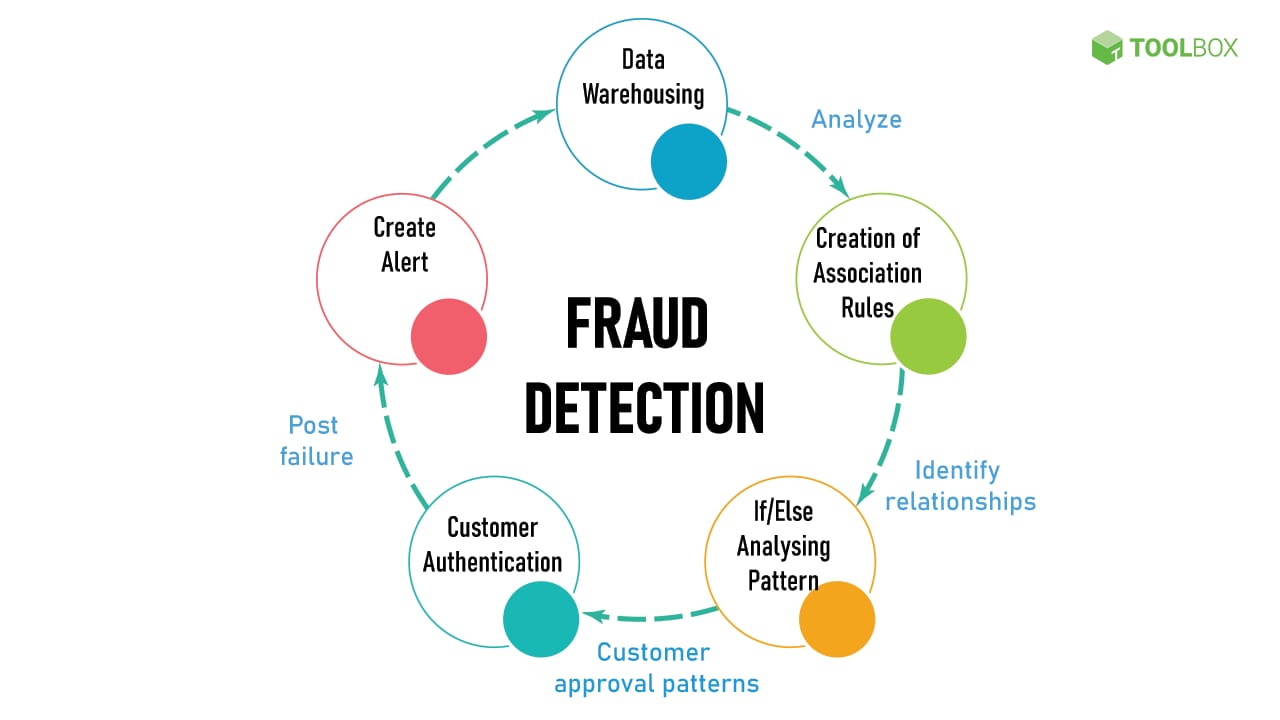 TOOLBOX
Data
Warehousing
Analyze
Creation of
Association
Rules
Identify
relationships
If/Else
Analysing
Pattern
Customer
approval patterns
Customer
Authentication
Post
failure
Create
Alert
FRAUD
DETECTION